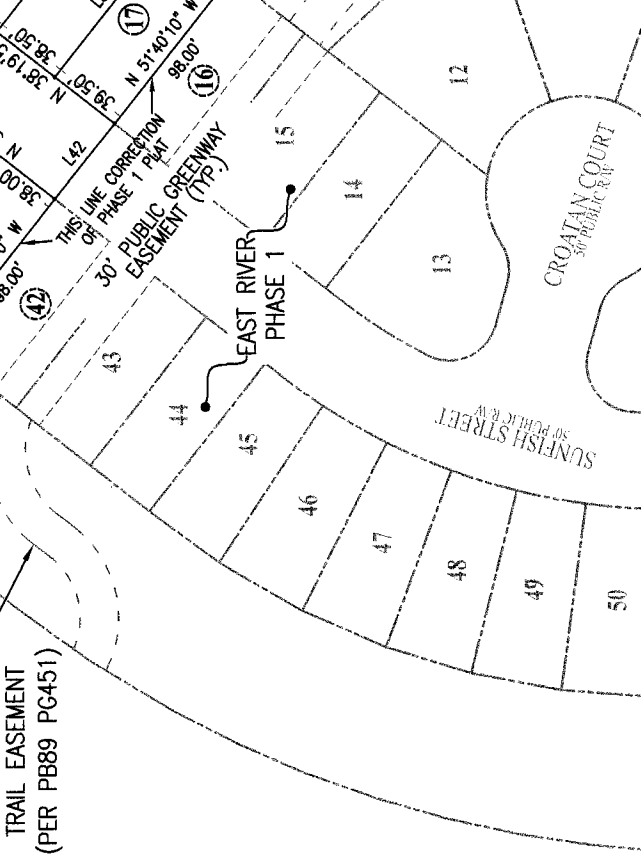 (17)
38.50'
N 38°19'5
39.50'
N
N 51°40'10" W
98.00'
(16)
L42
38.00
N
0" W
98.00'
(42)
THIS LINE CORRECTION
OF PHASE 1 PLAT
30' PUBLIC GREENWAY
EASEMENT (TYP.)
EAST RIVER
PHASE 1
12
15
14
13
43
44
45
46
47
48
49
50
CROATAN COURT
50' PUBLIC R/W
SUNFISH STREET
50' PUBLIC R/W
TRAIL EASEMENT
(PER PB89 PG451)